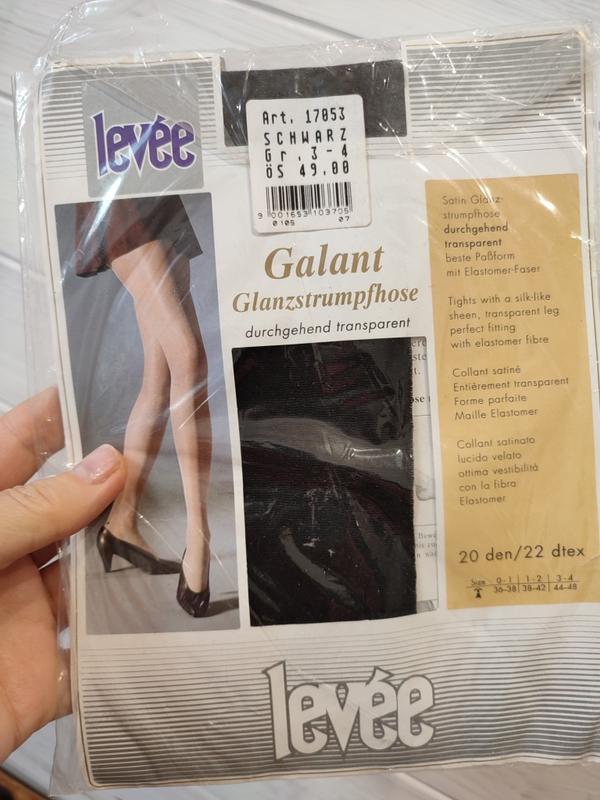 levée
Art. 17053
SCHWARZ
Gr. 3-4
ÖS 49.00
9 001653 103705
0105 07
Galant
Glanzstrumpfhose
durchgehend transparent
Satin Glanz-
strumpfhose
durchgehend
transparent
beste Paßform
mit Elastomer-Faser
Tights with a silk-like
sheen, transparent leg
perfect fitting
with elastomer fibre
Collant satiné
Entièrement transparent
Forme parfaite
Maille Elastomer
Collant satinato
lucido velato
ottima vestibilità
con la fibra
Elastomer
20 den/22 dtex
Size 0-1 1-2 3-4
36-38 38-42 44-48
levée